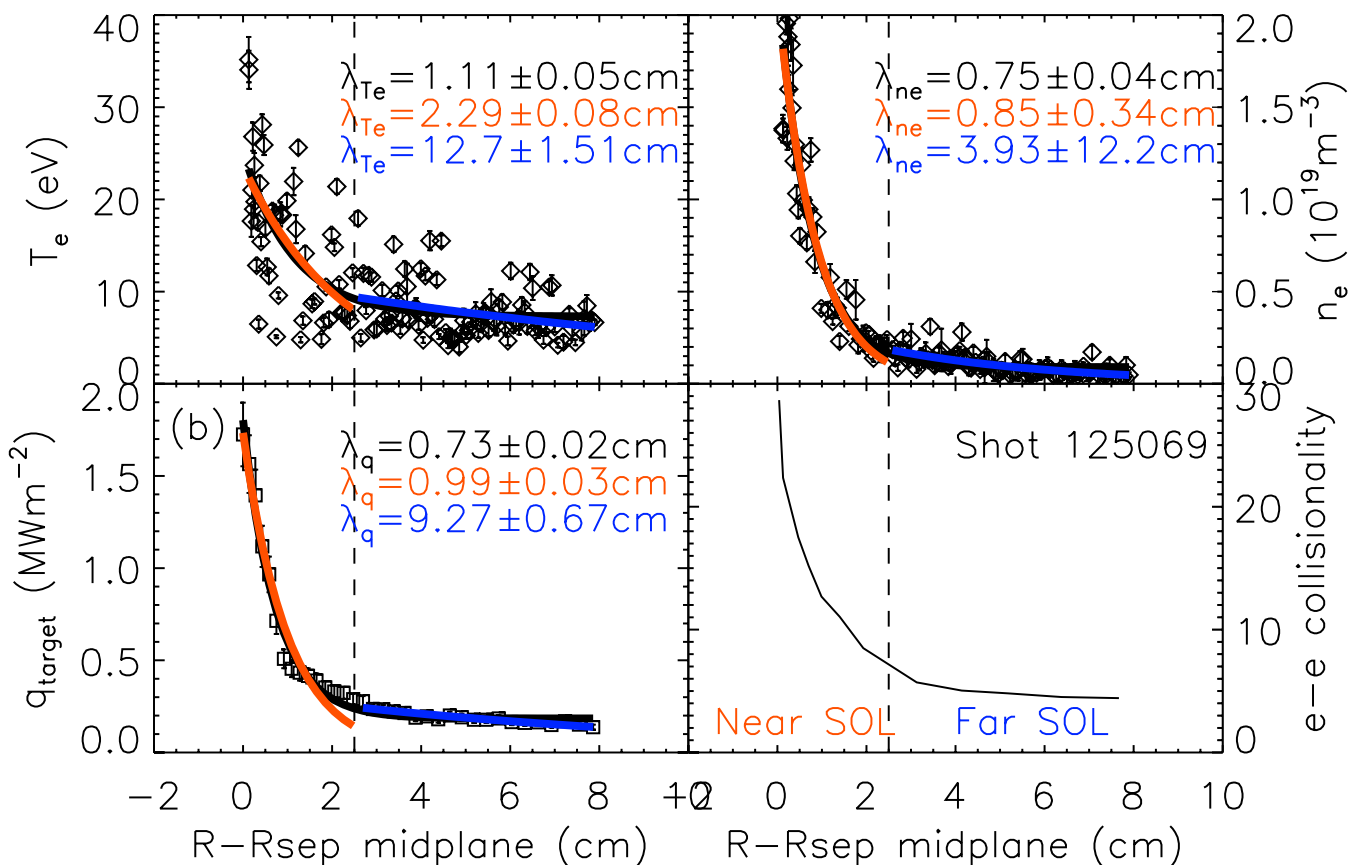 40
30
20
10
0
T_e (eV)
λ_Te=1.11±0.05cm
λ_Te=2.29±0.08cm
λ_Te=12.7±1.51cm
λ_ne=0.75±0.04cm
λ_ne=0.85±0.34cm
λ_ne=3.93±12.2cm
2.0
1.5
1.0
0.5
0.0
n_e (10^19 m^−3)
2.0
1.5
1.0
0.5
0.0
q_target (MWm^−2)
(b)
λ_q=0.73±0.02cm
λ_q=0.99±0.03cm
λ_q=9.27±0.67cm
Shot 125069
Near SOL
Far SOL
30
20
10
0
e−e collisionality
−2 0 2 4 6 8
0 2 4 6 8 10
R−Rsep midplane (cm)
R−Rsep midplane (cm)